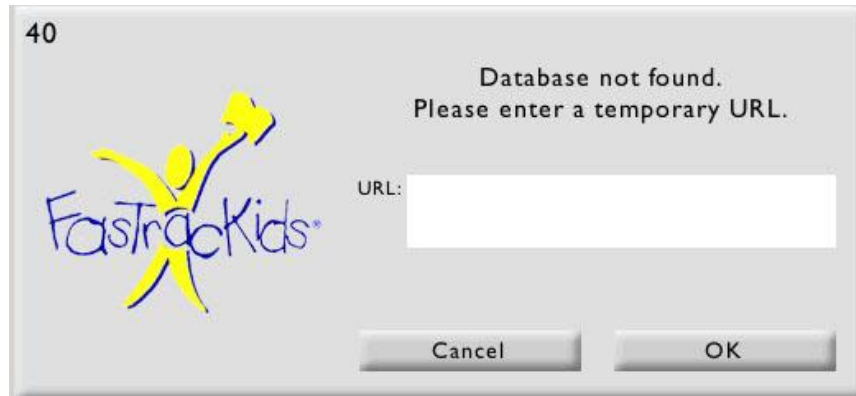 40
Database not found.
Please enter a temporary URL.
URL:
FasTracKids®
Cancel OK